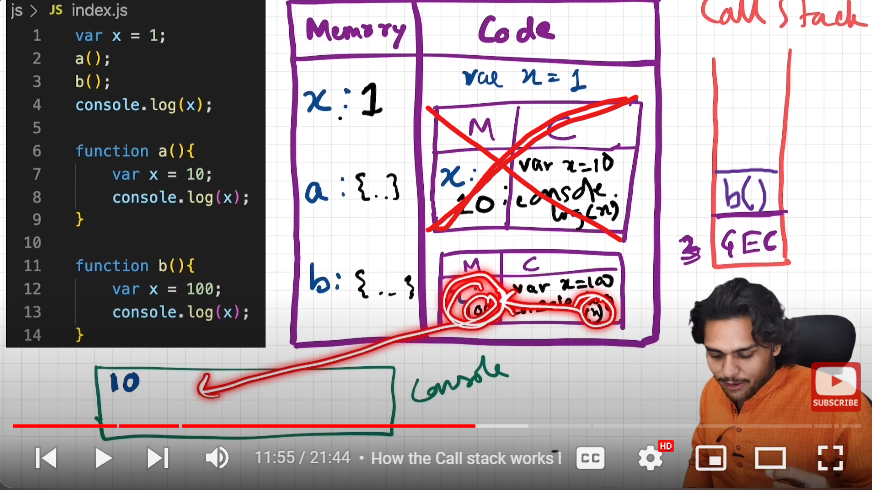 js > JS index.js
1 var x = 1;
2 a();
3 b();
4 console.log(x);
5
6 function a(){
7 var x = 10;
8 console.log(x);
9 }
10
11 function b(){
12 var x = 100;
13 console.log(x);
14 }
Memory
Code
x : 1
a : {..}
b: {...}
var x = 1
M C
x: 10
var x=10
console.
log(x)
M C
var x=100
Call Stack
b()
GEC
10
Console
SUBSCRIBE
11:55 / 21:44 • How the Call stack works
CC
HD